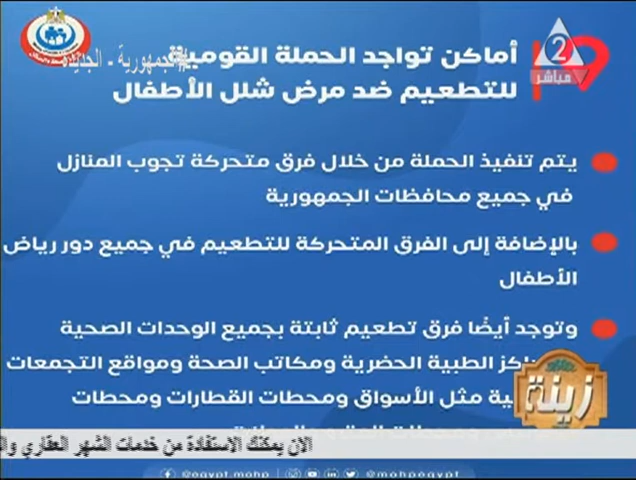 أماكن تواجد الحملة القومية
للتطعيم ضد مرض شلل الأطفال
#الجمهورية - الجديدة
2
مباشر
يتم تنفيذ الحملة من خلال فرق متحركة تجوب المنازل
في جميع محافظات الجمهورية
بالإضافة إلى الفرق المتحركة للتطعيم في جميع دور رياض
الأطفال
وتوجد أيضًا فرق تطعيم ثابتة بجميع الوحدات الصحية
الطبية الحضرية ومكاتب الصحة ومواقع التجمعات
مثل الأسواق ومحطات القطارات ومحطات
زينة
الان يمكنك الاستفادة من خدمات الشهر العقاري
egypt.mohp
mohpegypt